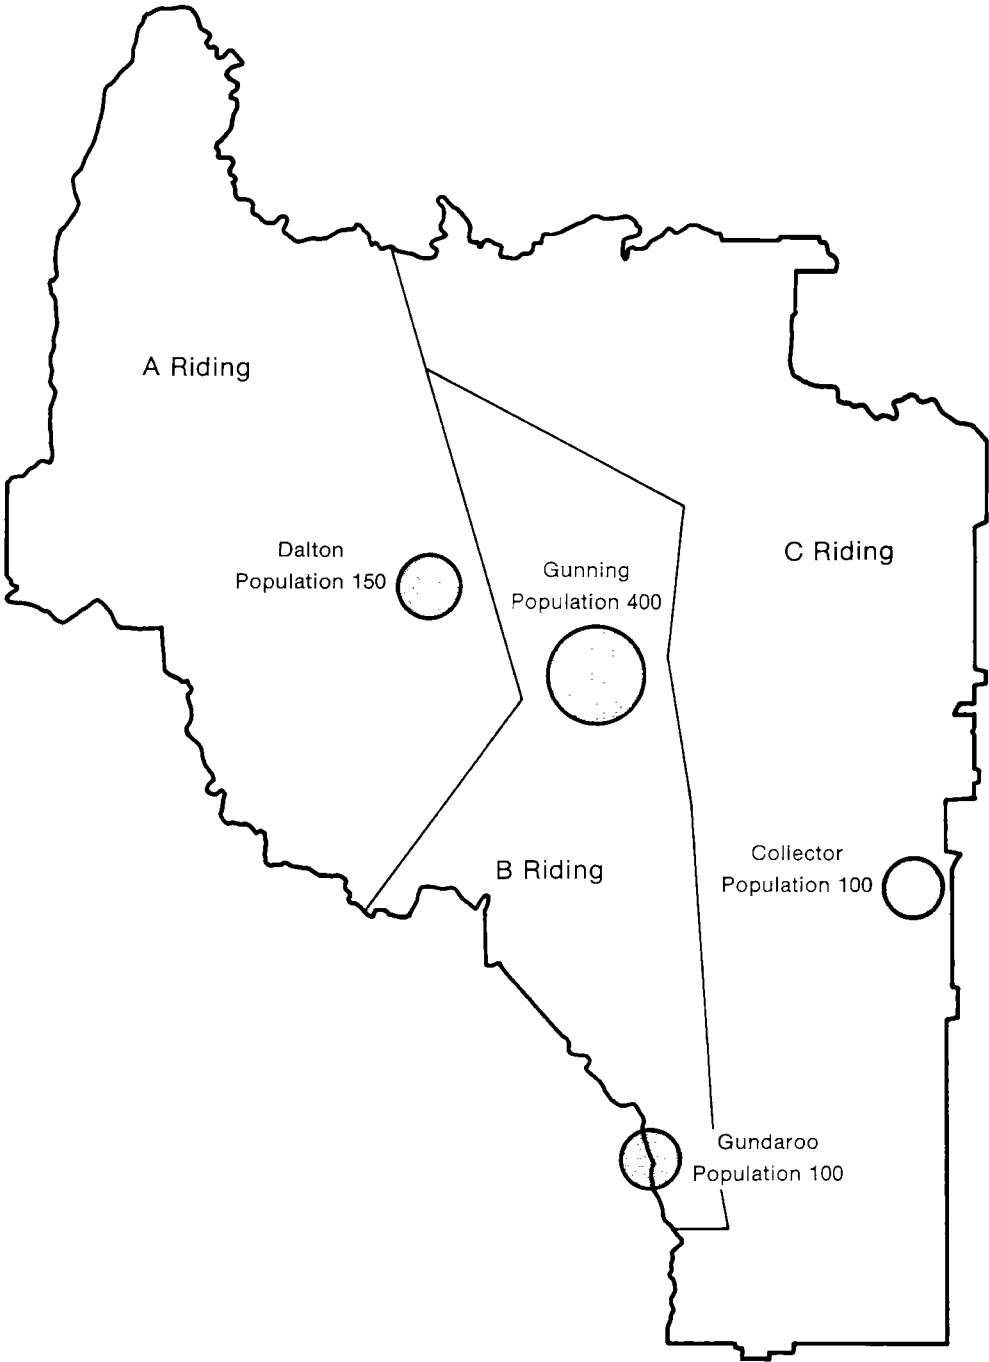 A Riding
Dalton
Population 150
Gunning
Population 400
C Riding
B Riding
Collector
Population 100
Gundaroo
Population 100